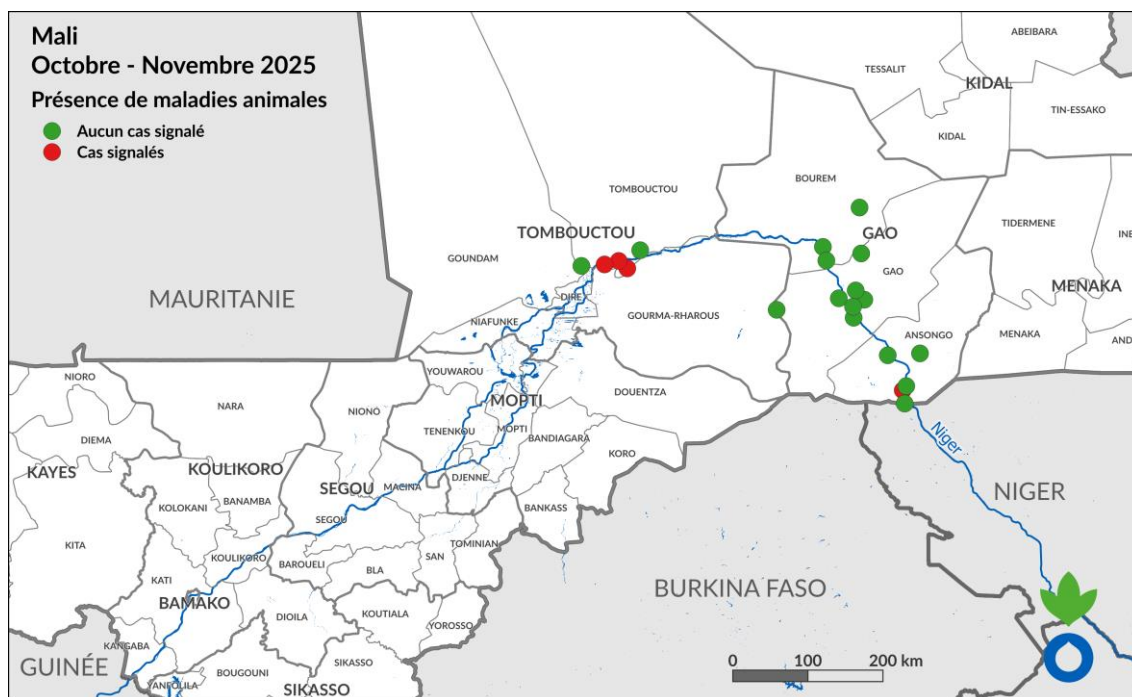 Mali
Octobre - Novembre 2025
Présence de maladies animales
Aucun cas signalé
Cas signalés
ABEIBARA
TESSALIT
KIDAL
TIN-ESSAKO
KIDAL
BOUREM
TOMBOUCTOU
TIDERMENE
INE
TOMBOUCTOU
GAO
GOUNDAM
GAO
MAURITANIE
MENAKA
DIRE
GOURMA-RHAROUS
NIAFUNKE
ANSONGO
MENAKA
AND
NIORO
YOUWAROU
DOUENTZA
NARA
NIONO
MOPTI
DIEMA
TENENKOU
MOPTI
BANDIAGARA
Niger
KORO
KAYES
KOULIKORO
SEGOU
MACINA
DJENNE
NIGER
BANAMBA
KOLOKANI
BANKASS
SEGOU
KITA
TOMINIAN
KOULIKORO
SAN
BAROUELI
BLA
KATI
BURKINA FASO
BAMAKO
DIOILA
KOUTIALA
YOROSSO
KANGABA
GUINÉE
SIKASSO
BOUGOUNI
YANFOLILA
SIKASSO
0 100 200 km